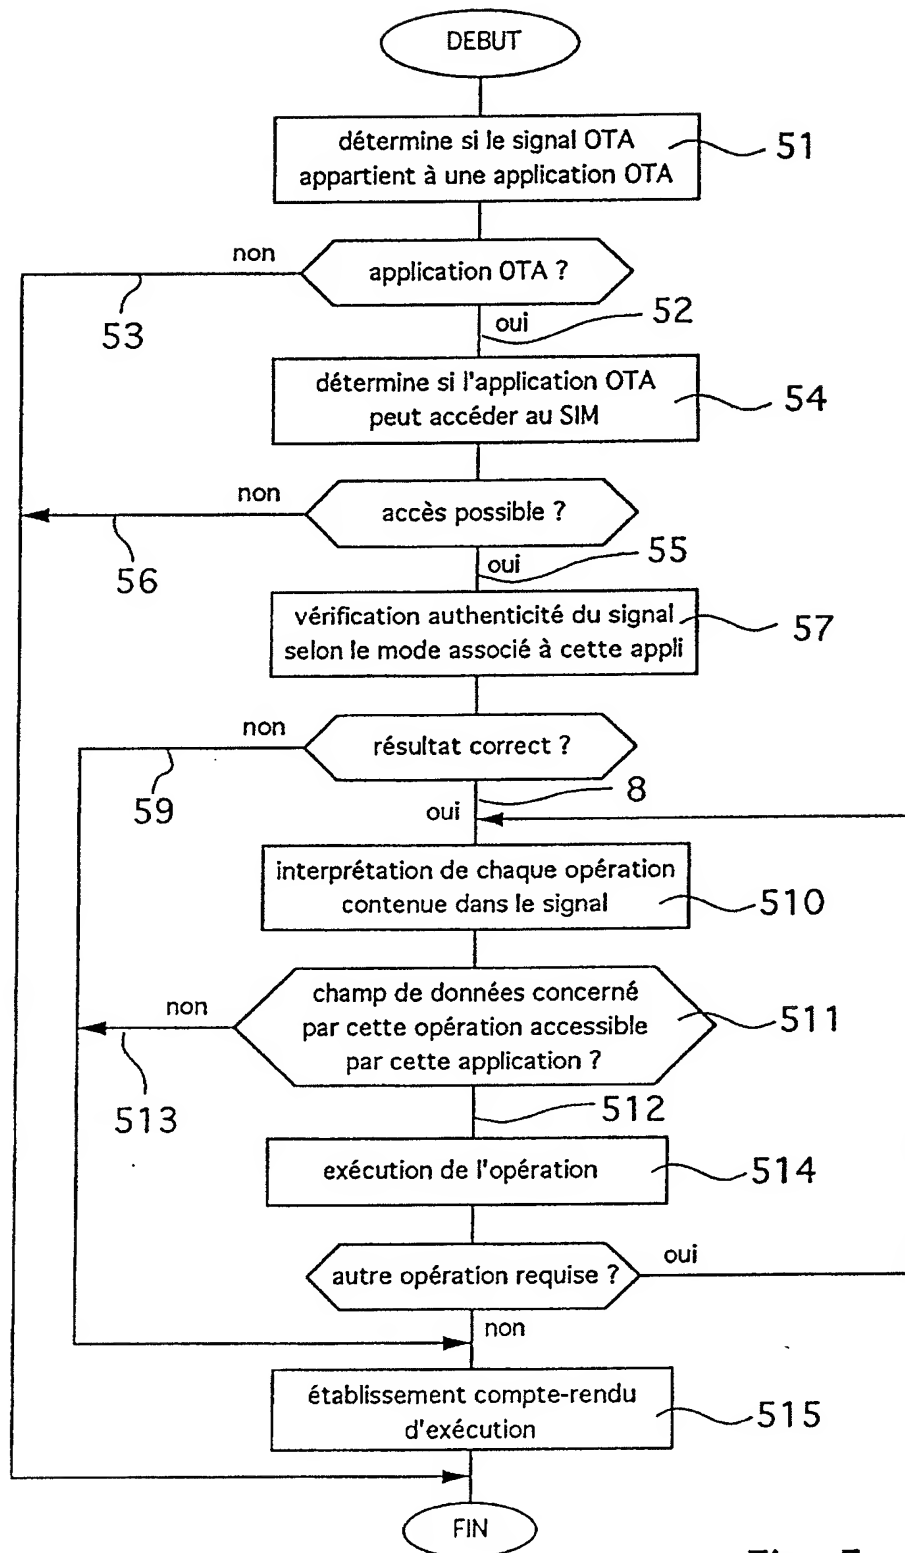 DEBUT
détermine si le signal OTA
appartient à une application OTA
51
non
application OTA ?
53
oui
52
détermine si l'application OTA
peut accéder au SIM
54
non
accès possible ?
56
oui
55
vérification authenticité du signal
selon le mode associé à cette appli
57
non
résultat correct ?
59
oui
8
interprétation de chaque opération
contenue dans le signal
510
non
champ de données concerné
par cette opération accessible
par cette application ?
511
513
512
exécution de l'opération
514
autre opération requise ?
oui
non
établissement compte-rendu
d'exécution
515
FIN